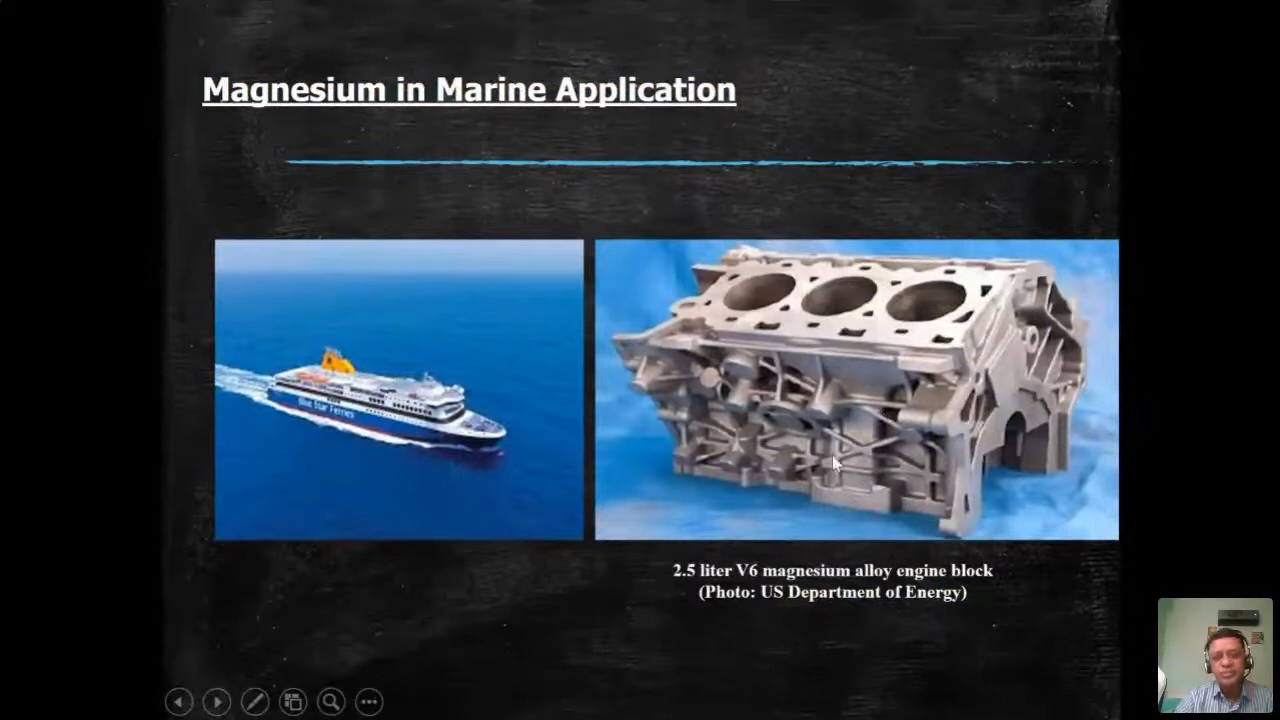 Magnesium in Marine Application
Blue Star Ferries
2.5 liter V6 magnesium alloy engine block
(Photo: US Department of Energy)